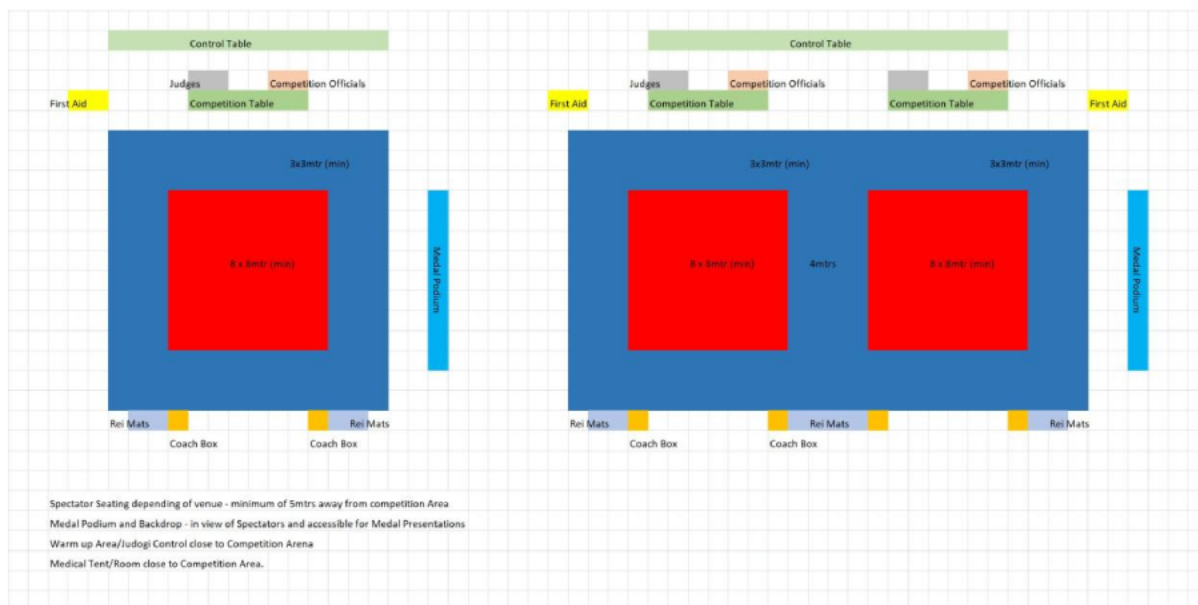 Control Table
Control Table
Judges
Competition Officials
Judges
Competition Officials
Competition Officials
First Aid
Competition Table
First Aid
Competition Table
Competition Table
First Aid
3x3mtr (min)
3x3mtr (min)
3x3mtr (min)
8 x 8mtr (min)
Medal Podium
8 x 8mtr (min)
4mtrs
8 x 8mtr (min)
Medal Podium
Rei Mats
Rei Mats
Rei Mats
Rei Mats
Rei Mats
Coach Box
Coach Box
Coach Box
Coach Box
Spectator Seating depending of venue - minimum of 5mtrs away from competition Area
Medal Podium and Backdrop - in view of Spectators and accessible for Medal Presentations
Warm up Area/Judogi Control close to Competition Arena
Medical Tent/Room close to Competition Area.